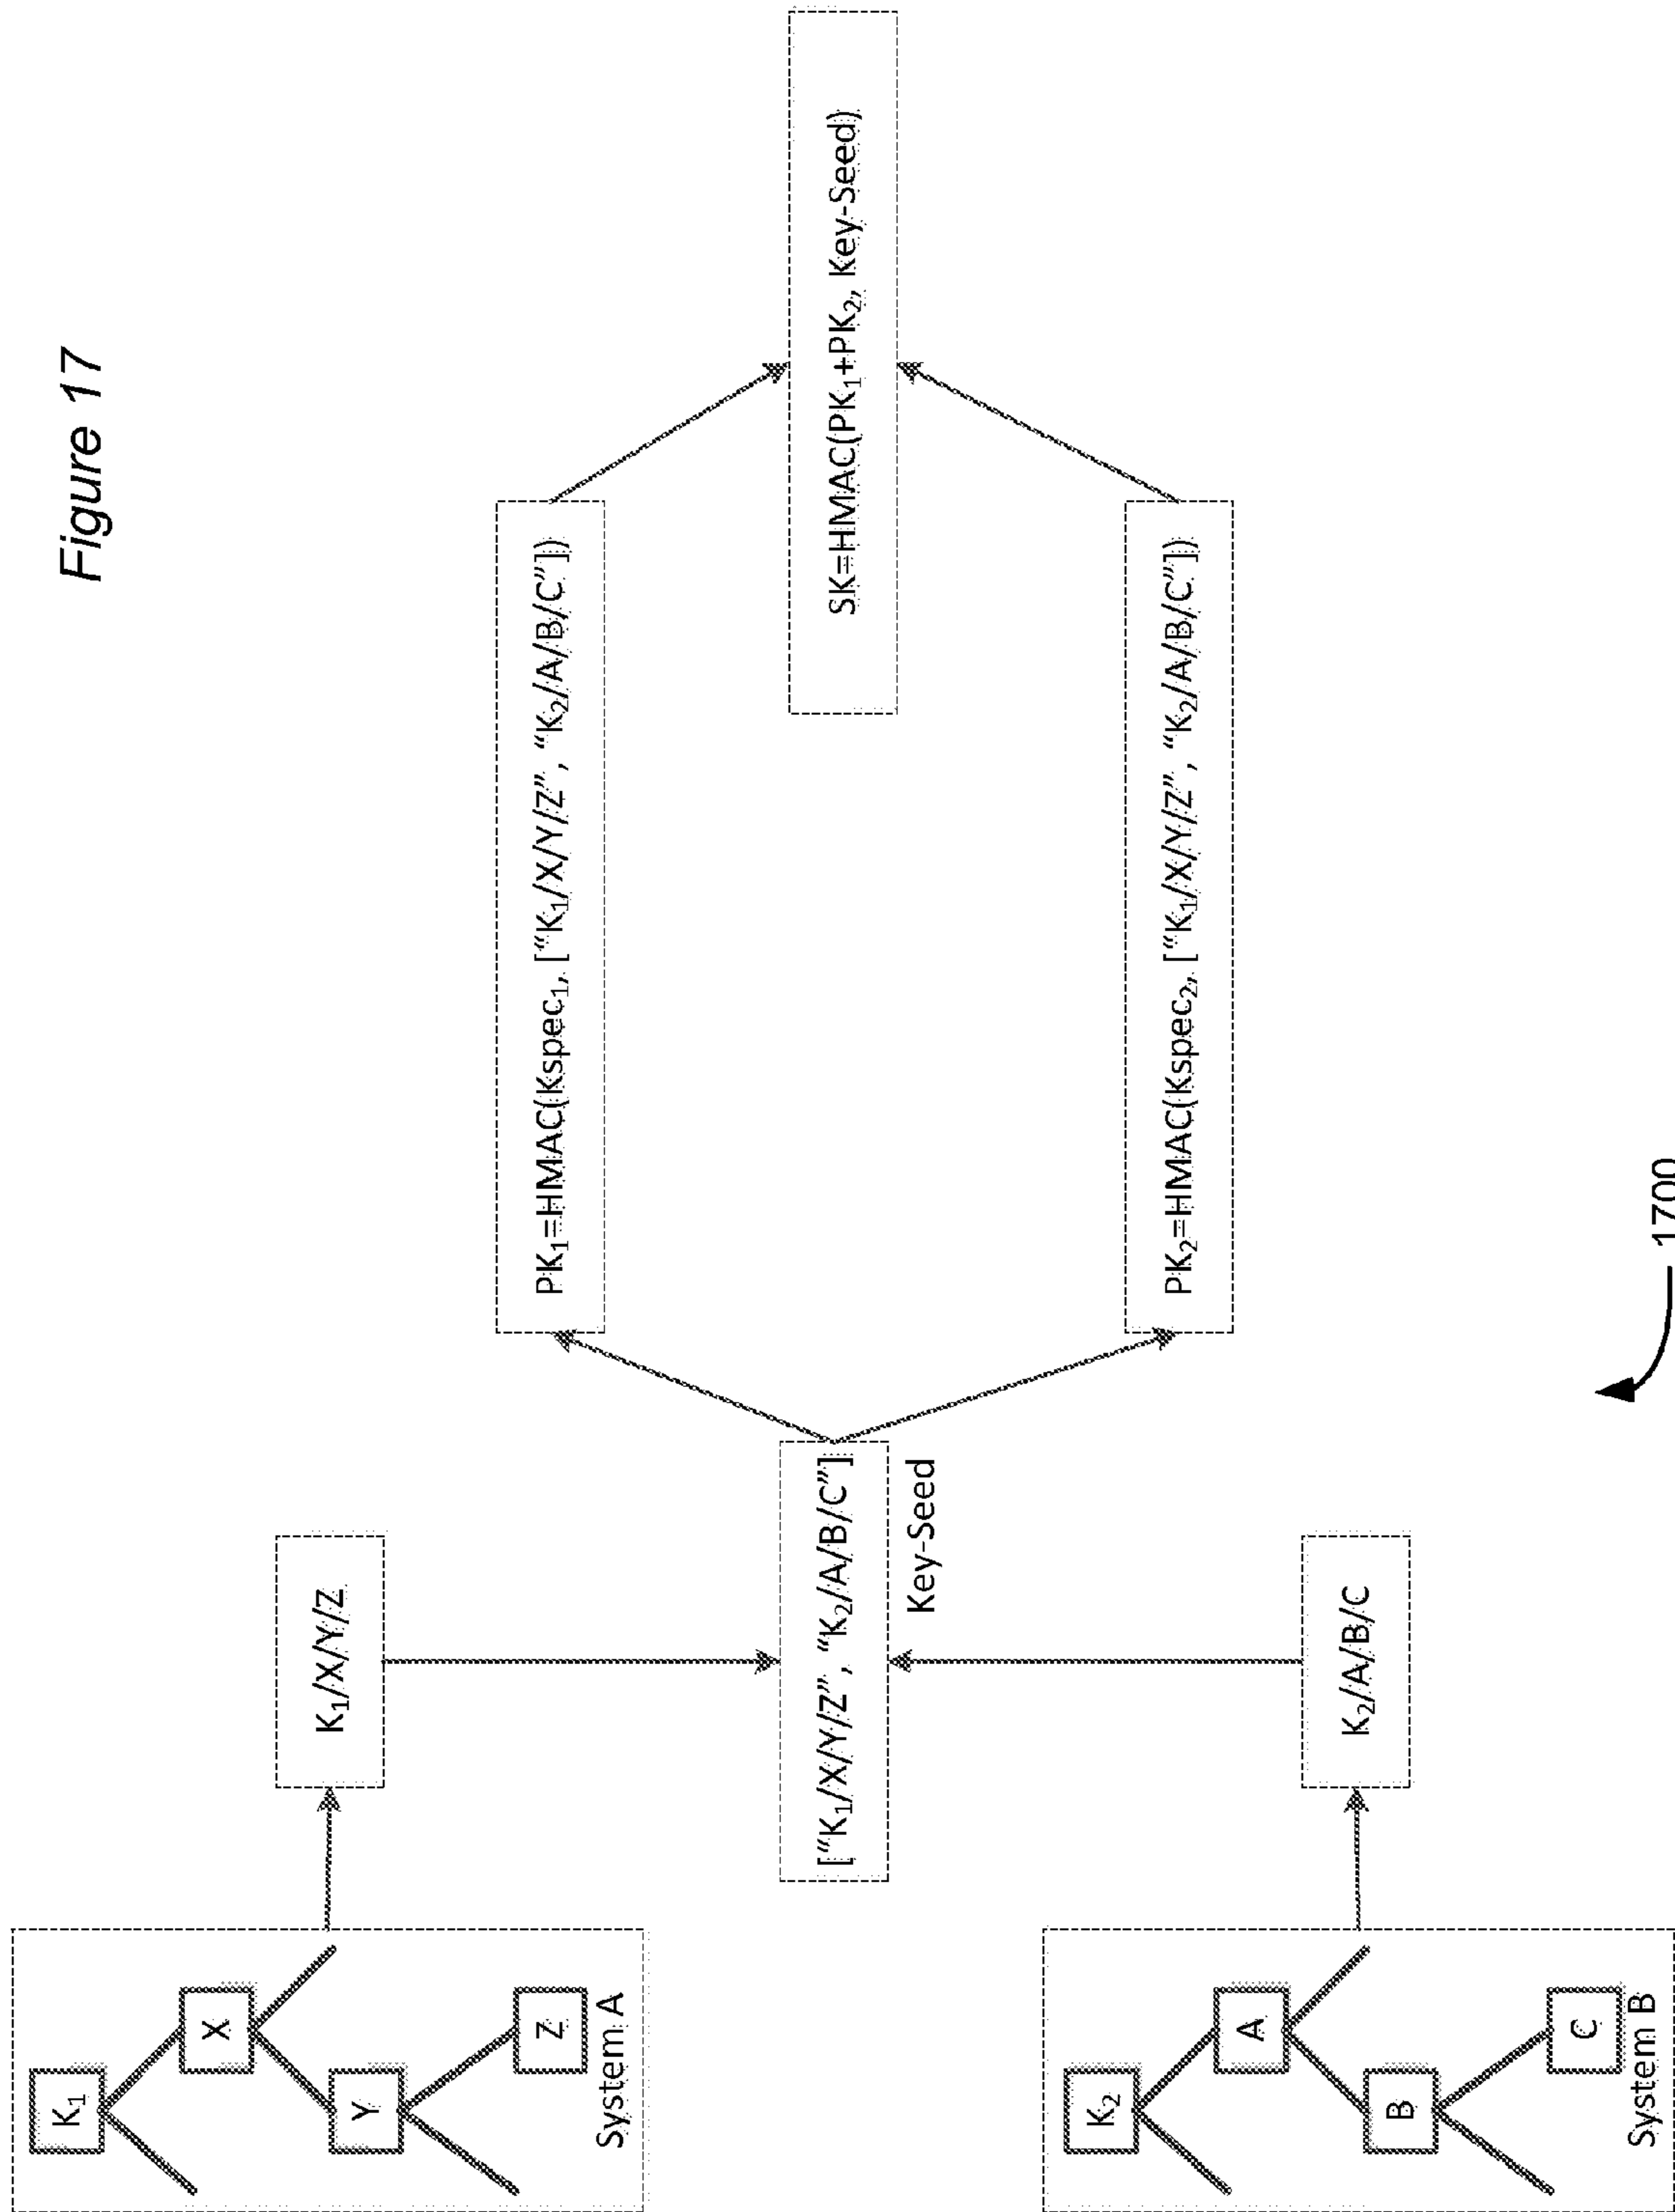 Figure 17
K₁
X
Y
Z
System A
K₁/X/Y/Z
K₂
A
B
C
System B
K₂/A/B/C
[“K₁/X/Y/Z”, “K₂/A/B/C”]
Key-Seed
PK₁=HMAC(Kspec₁, [“K₁/X/Y/Z”, “K₂/A/B/C”])
PK₂=HMAC(Kspec₂, [“K₁/X/Y/Z”, “K₂/A/B/C”])
SK=HMAC(PK₁+PK₂, Key-Seed)
1700